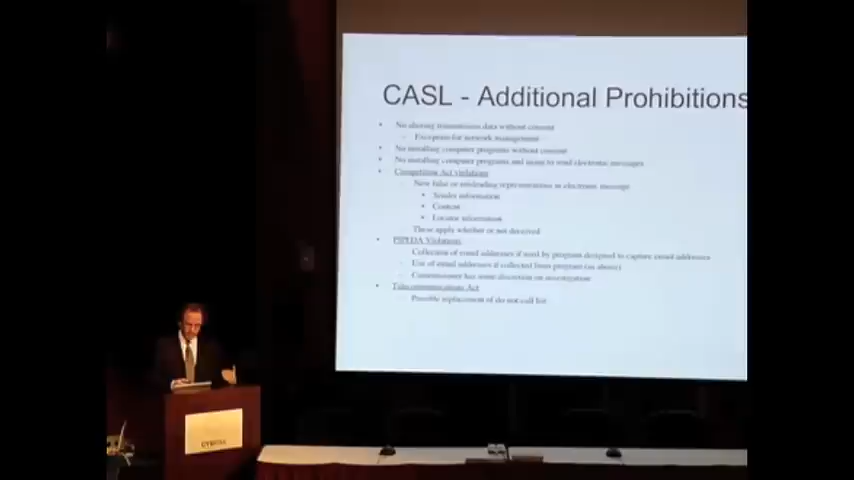 CASL - Additional Prohibitions
No altering transmission data without consent
Exception for network management
No installing computer programs without consent
No installing computer programs and using to send electronic messages
Competition Act violations
New false or misleading representations in electronic message
Sender information
Content
Locator information
These apply whether or not deceived
PIPEDA Violations
Collection of email addresses if used by program designed to capture email addresses
Use of email addresses if collected from program (as above)
Commissioner has some discretion on investigation
Telecommunications Act
Possible replacement of do not call list